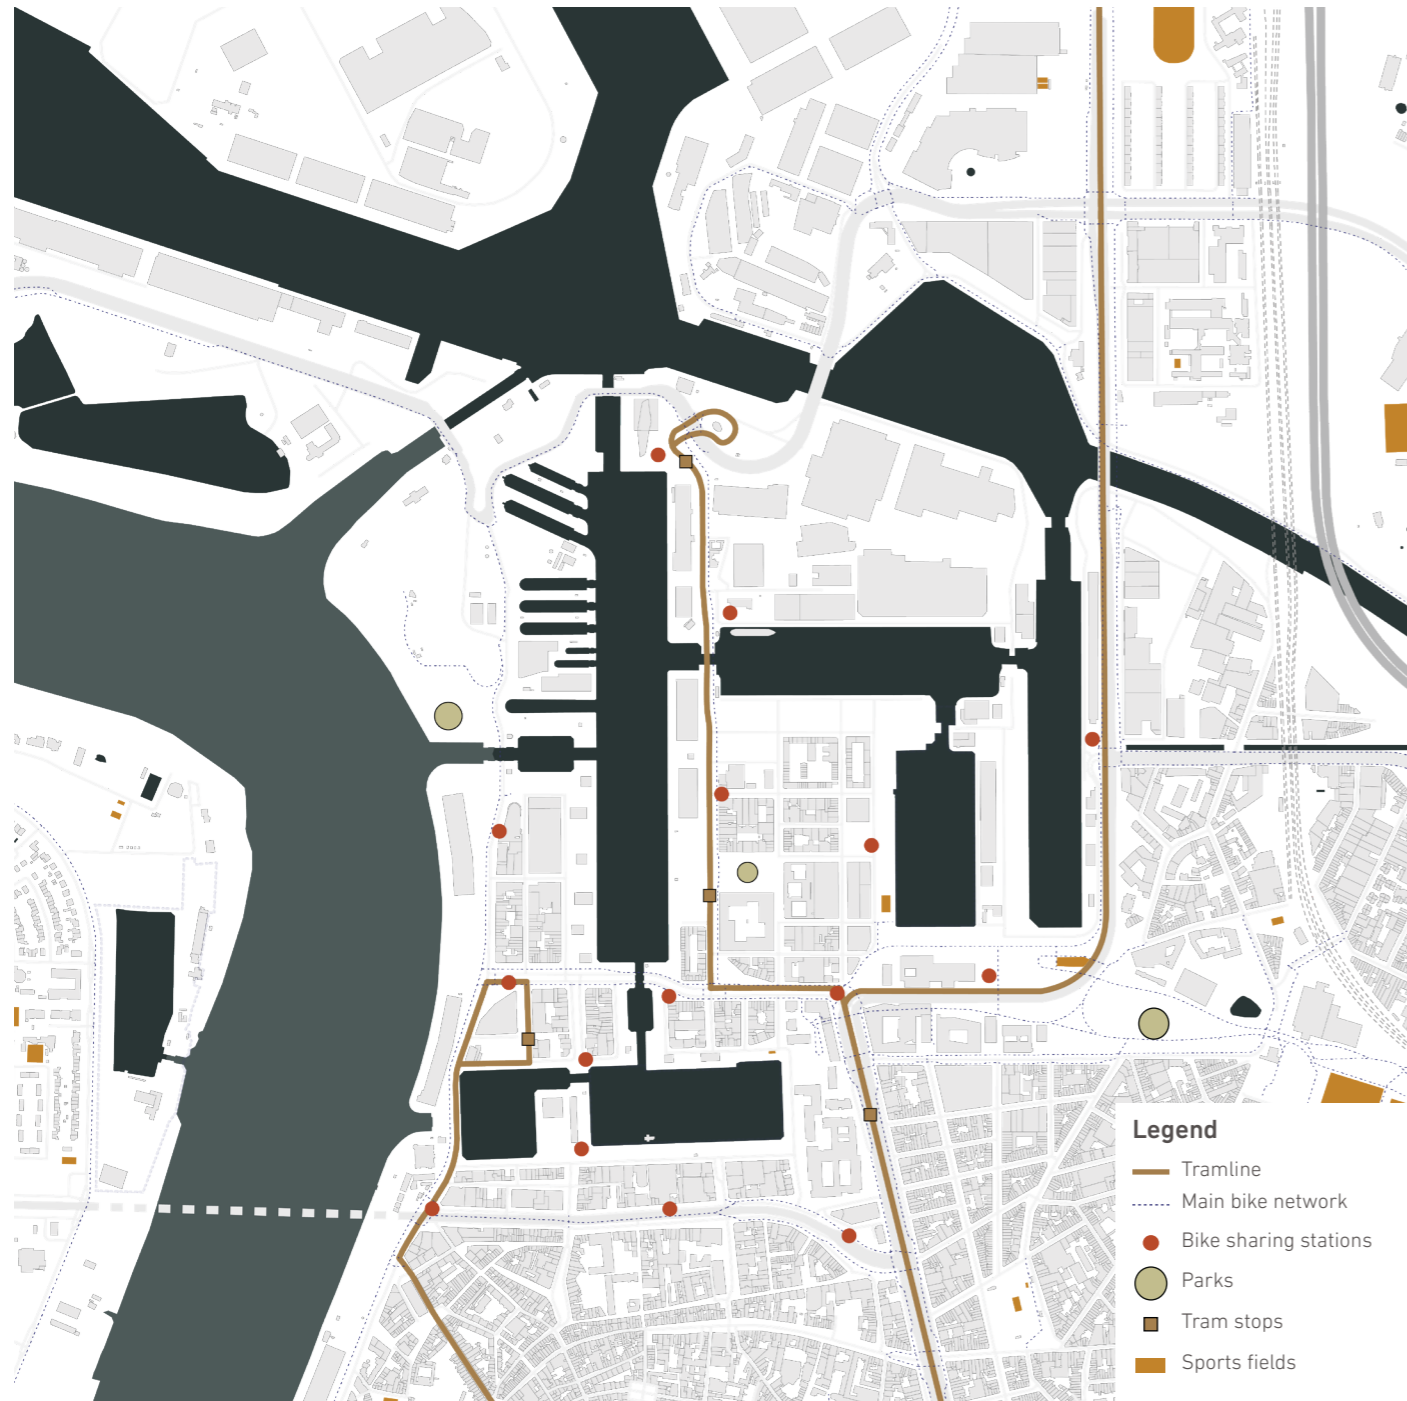 Legend
Tramline
Main bike network
Bike sharing stations
Parks
Tram stops
Sports fields